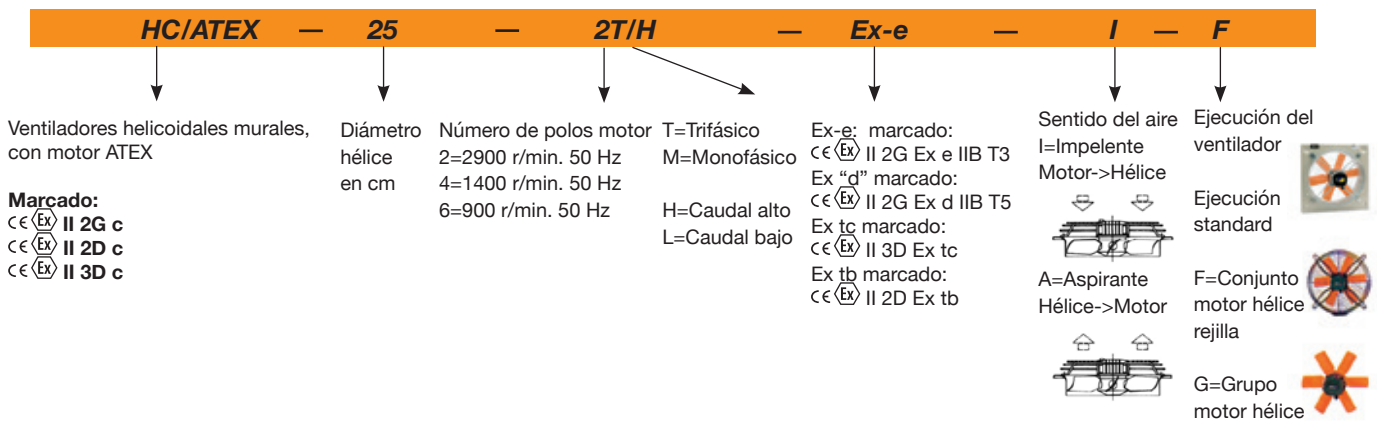 HC/ATEX — 25 — 2T/H — Ex-e — I — F
Ventiladores helicoidales murales,
con motor ATEX
Marcado:
CE Ex II 2G c
CE Ex II 2D c
CE Ex II 3D c
Diámetro
hélice
en cm
Número de polos motor
2=2900 r/min. 50 Hz
4=1400 r/min. 50 Hz
6=900 r/min. 50 Hz
T=Trifásico
M=Monofásico
H=Caudal alto
L=Caudal bajo
Ex-e: marcado:
CE Ex II 2G Ex e IIB T3
Ex “d” marcado:
CE Ex II 2G Ex d IIB T5
Ex tc marcado:
CE Ex II 3D Ex tc
Ex tb marcado:
CE Ex II 2D Ex tb
Sentido del aire
I=Impelente
Motor->Hélice
A=Aspirante
Hélice->Motor
Ejecución del
ventilador
Ejecución
standard
F=Conjunto
motor hélice
rejilla
G=Grupo
motor hélice